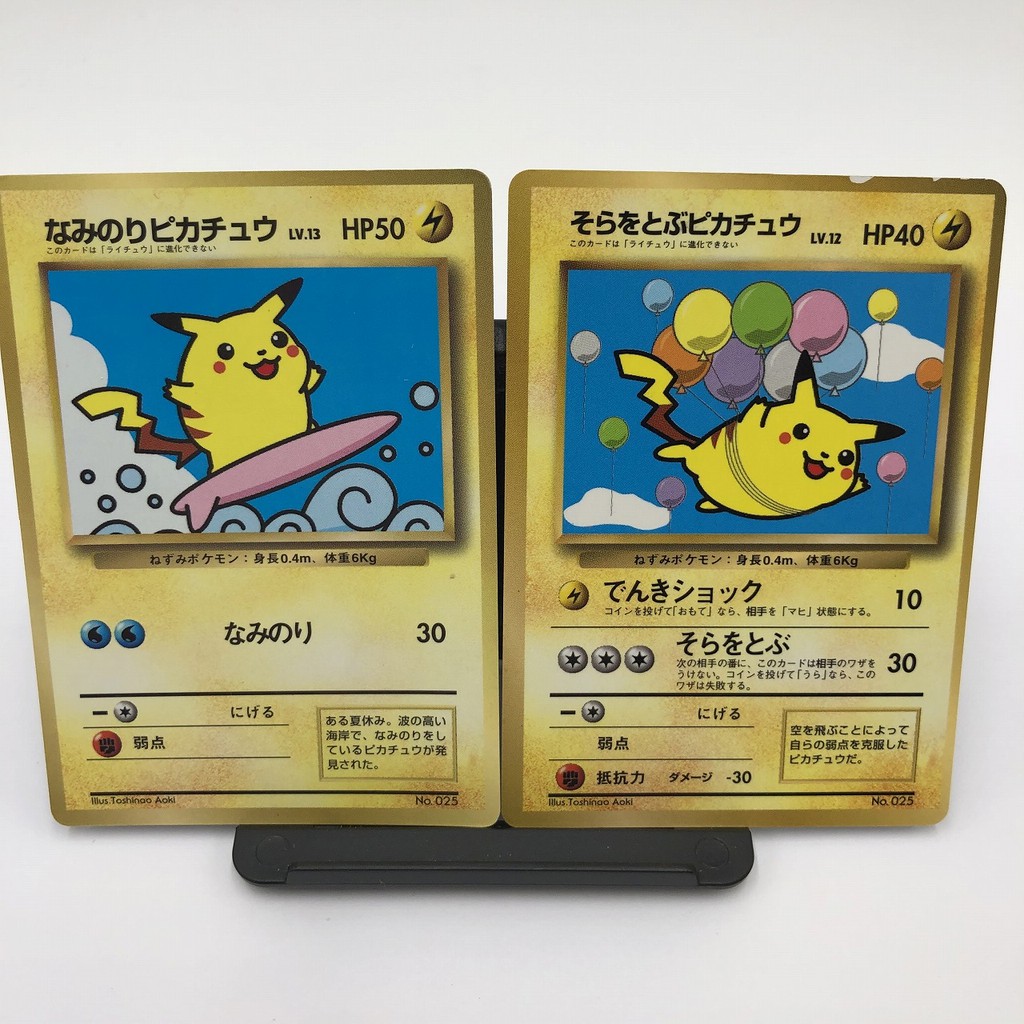 なみのりピカチュウ LV.13 HP50
このカードは「ライチュウ」に進化できない
ねずみポケモン：身長0.4m、体重6Kg
なみのり 30
ー にげる
弱点
ある夏休み。波の高い
海岸で、なみのりをし
ているピカチュウが発
見された。
Illus.Toshinao Aoki No. 025
そらをとぶピカチュウ LV.12 HP40
このカードは「ライチュウ」に進化できない
ねずみポケモン：身長0.4m、体重6Kg
でんきショック 10
コインを投げて「おもて」なら、相手を「マヒ」状態にする。
そらをとぶ 30
次の相手の番に、このカードは相手のワザを
うけない。コインを投げて「うら」なら、この
ワザは失敗する。
ー にげる
弱点
抵抗力 ダメージ -30
空を飛ぶことによって
自らの弱点を克服した
ピカチュウだ。
Illus.Toshinao Aoki No. 025